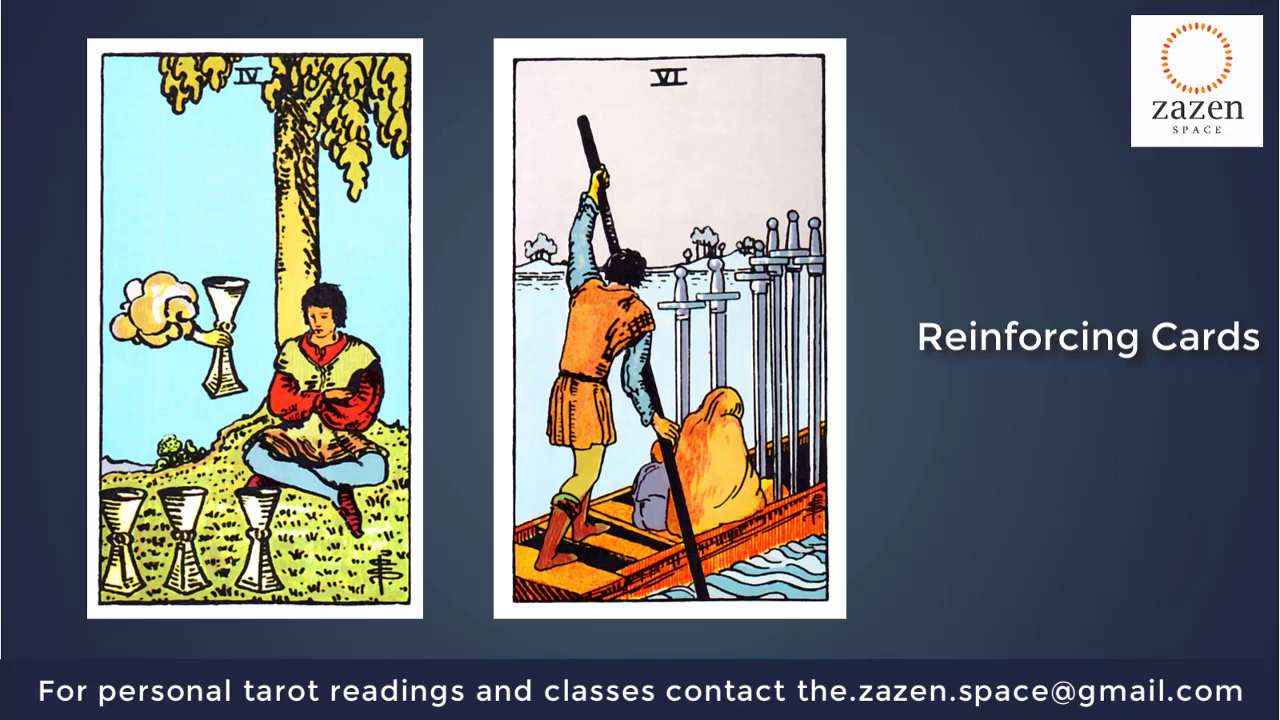 IV
VI
zazen
SPACE
Reinforcing Cards
For personal tarot readings and classes contact the.zazen.space@gmail.com